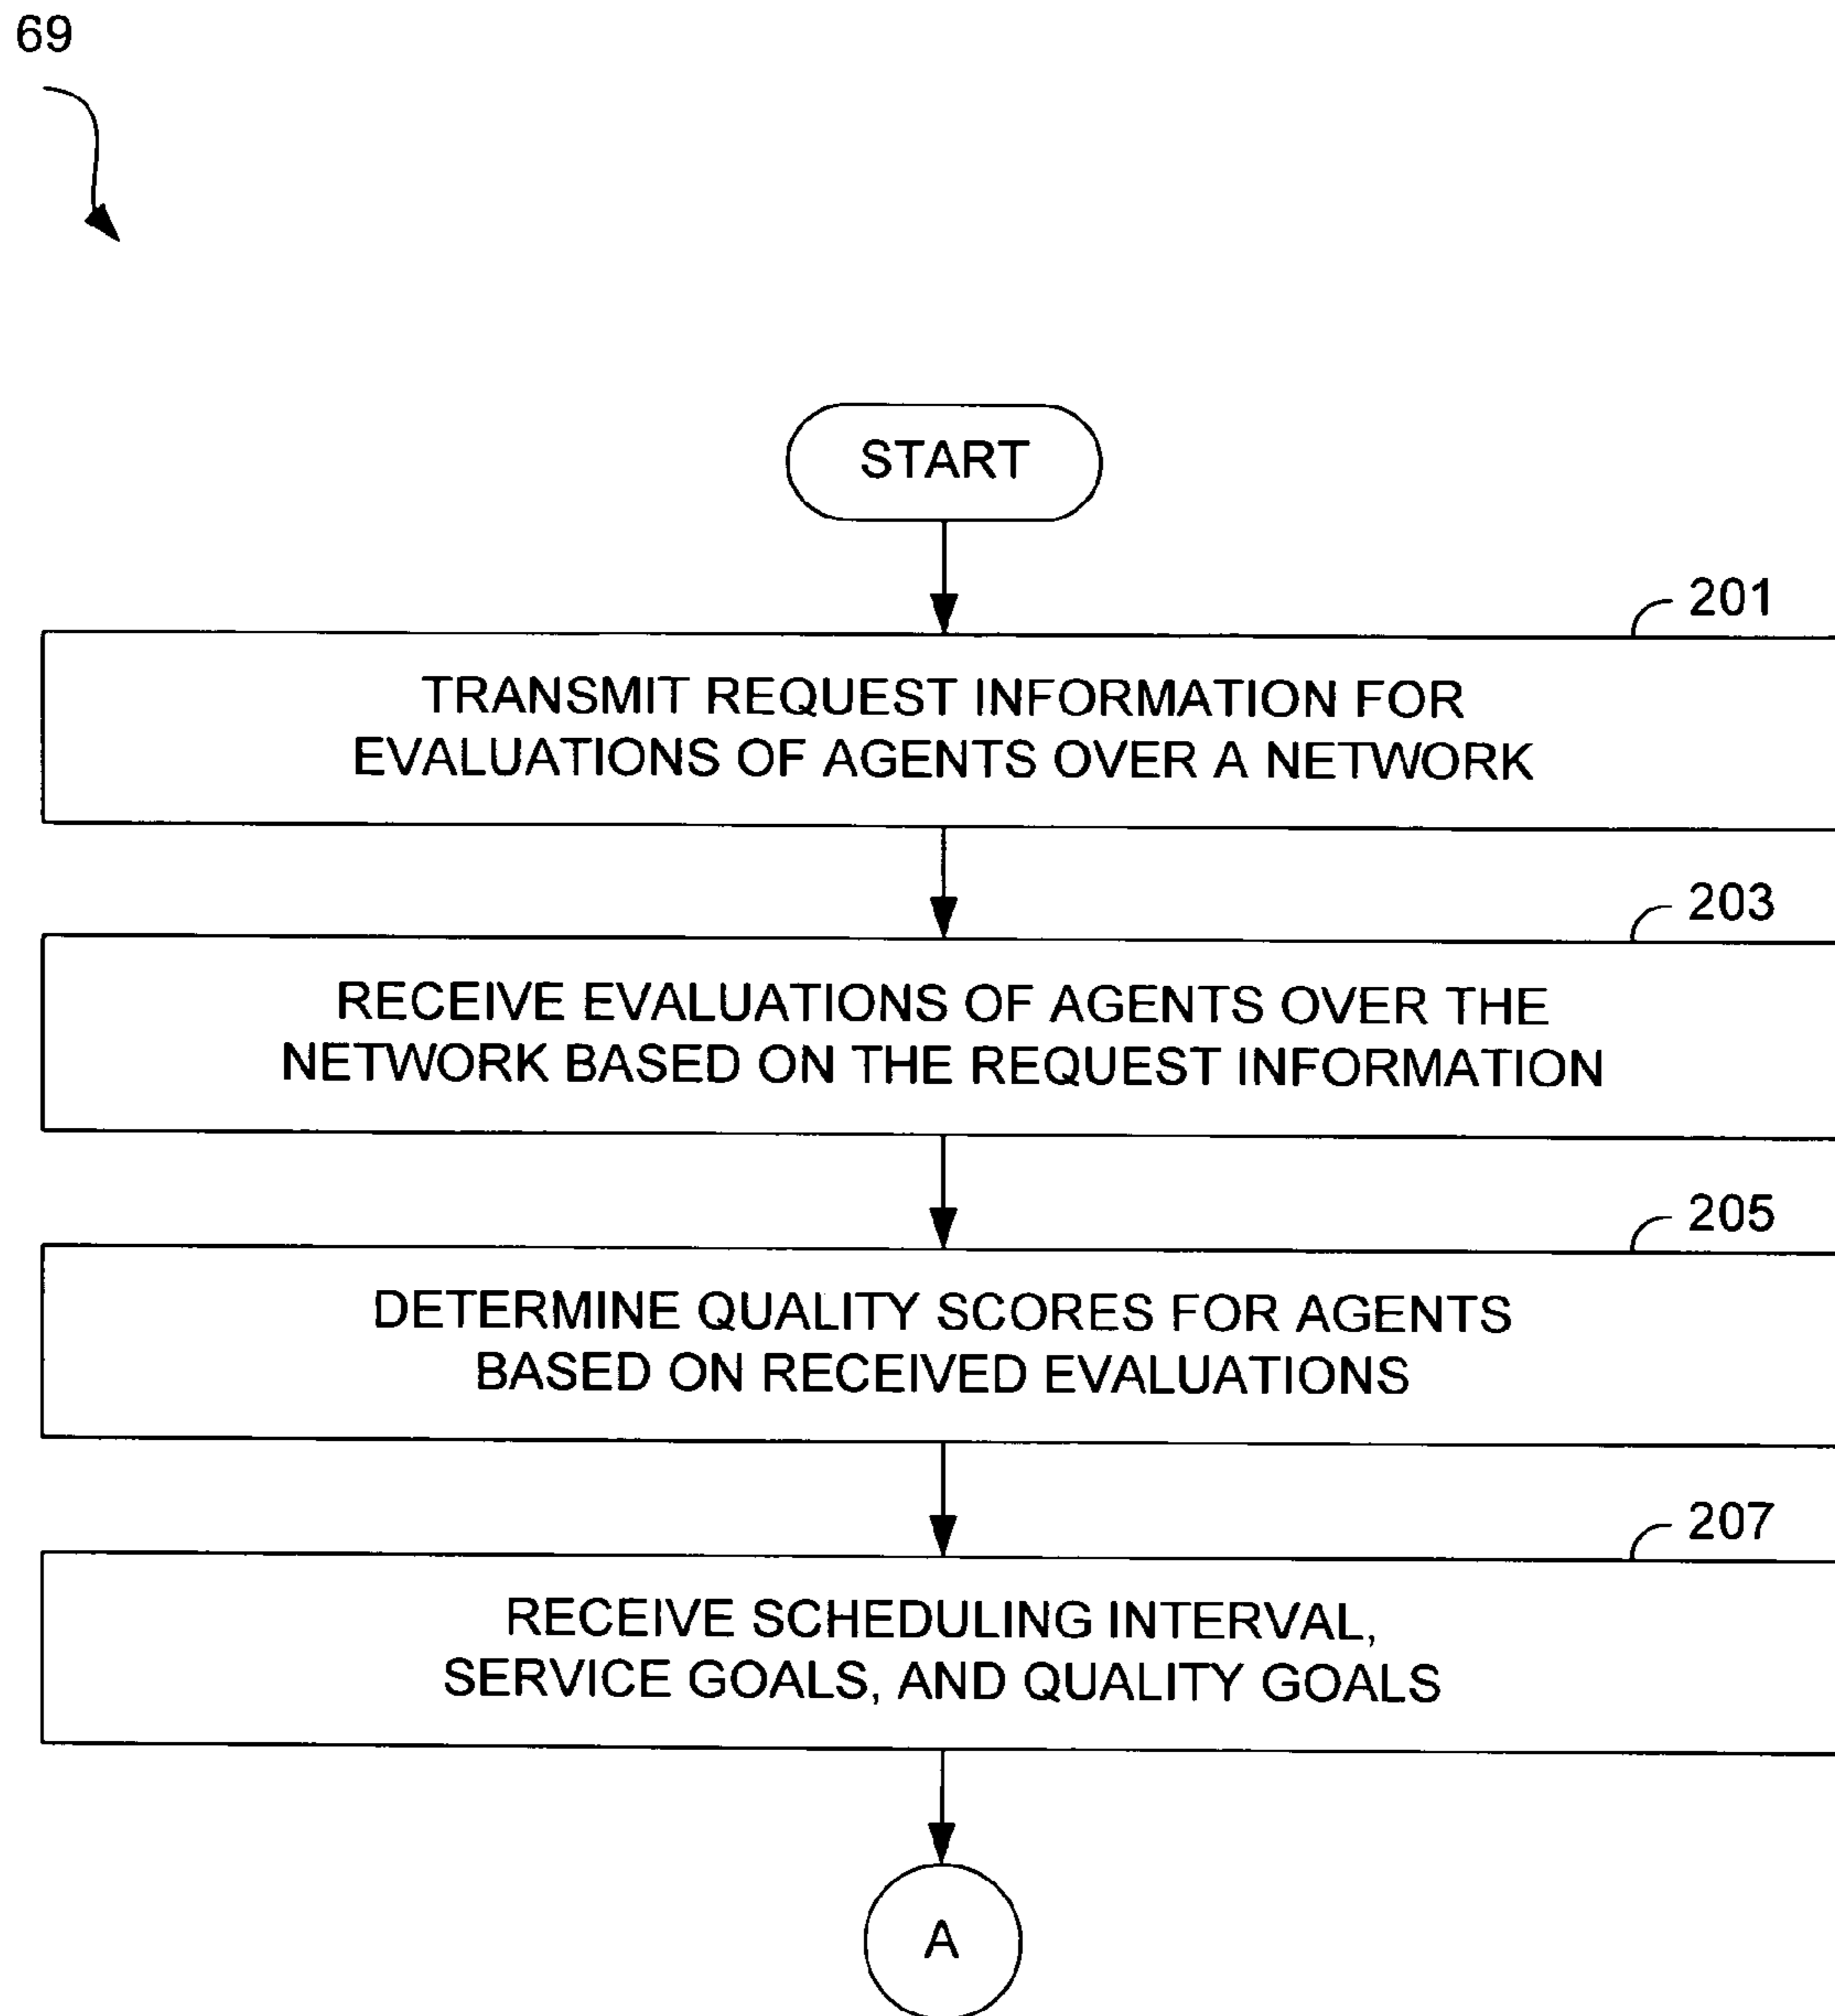 69
START
201
TRANSMIT REQUEST INFORMATION FOR
EVALUATIONS OF AGENTS OVER A NETWORK
203
RECEIVE EVALUATIONS OF AGENTS OVER THE
NETWORK BASED ON THE REQUEST INFORMATION
205
DETERMINE QUALITY SCORES FOR AGENTS
BASED ON RECEIVED EVALUATIONS
207
RECEIVE SCHEDULING INTERVAL,
SERVICE GOALS, AND QUALITY GOALS
A